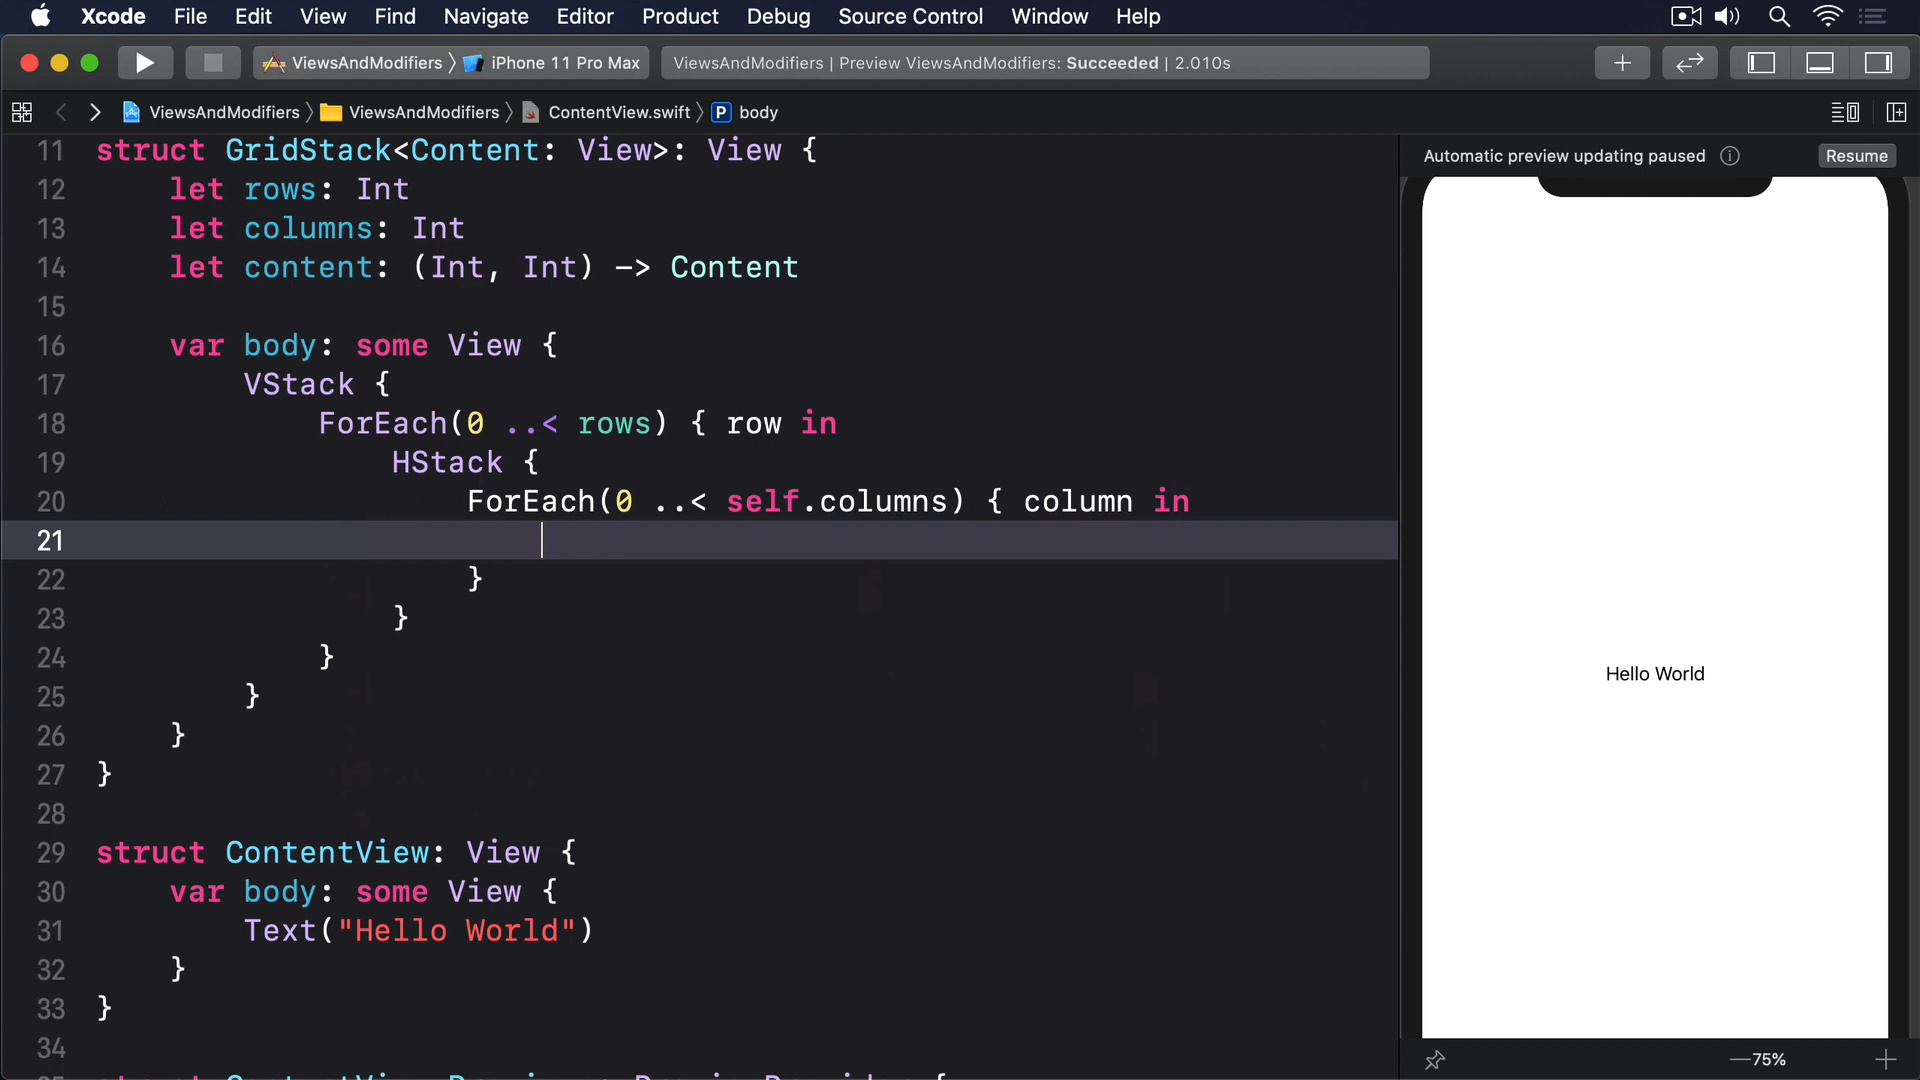 Xcode File Edit View Find Navigate Editor Product Debug Source Control Window Help
ViewsAndModifiers iPhone 11 Pro Max ViewsAndModifiers | Preview ViewsAndModifiers: Succeeded | 2.010s
ViewsAndModifiers ViewsAndModifiers ContentView.swift P body
Automatic preview updating paused Resume
11 struct GridStack<Content: View>: View {
12 let rows: Int
13 let columns: Int
14 let content: (Int, Int) -> Content
15
16 var body: some View {
17 VStack {
18 ForEach(0 ..< rows) { row in
19 HStack {
20 ForEach(0 ..< self.columns) { column in
21
22 }
23 }
24 }
25 }
26 }
27 }
28
29 struct ContentView: View {
30 var body: some View {
31 Text("Hello World")
32 }
33 }
34
Hello World
75%